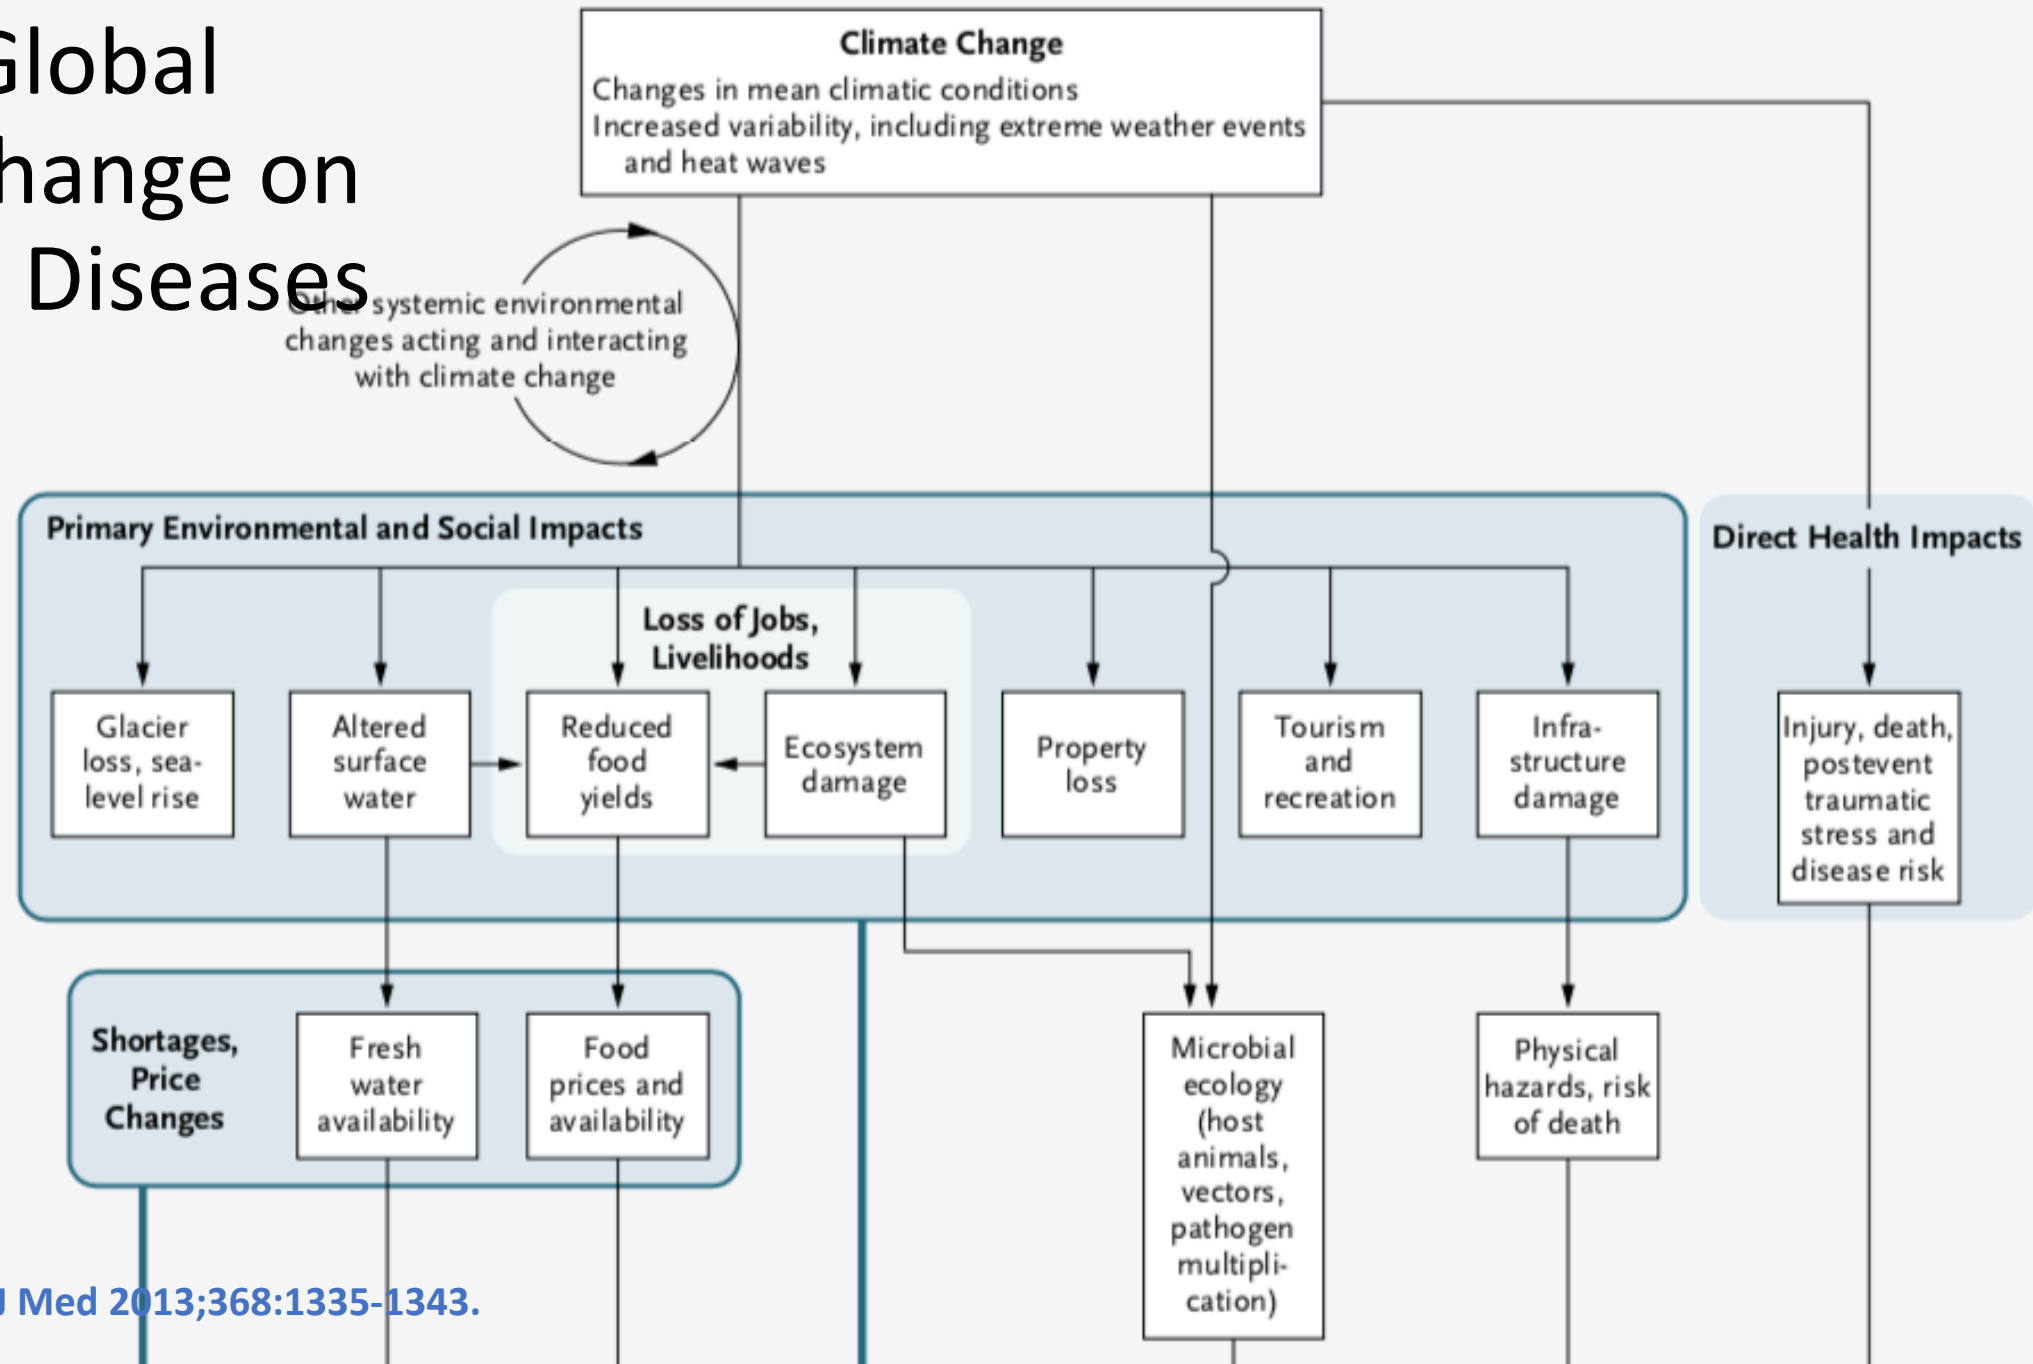 Global
hange on
Diseases
Climate Change
Changes in mean climatic conditions
Increased variability, including extreme weather events
and heat waves
Other systemic environmental
changes acting and interacting
with climate change
Primary Environmental and Social Impacts
Direct Health Impacts
Loss of Jobs,
Livelihoods
Glacier
loss, sea-
level rise
Altered
surface
water
Reduced
food
yields
Ecosystem
damage
Property
loss
Tourism
and
recreation
Infra-
structure
damage
Injury, death,
postevent
traumatic
stress and
disease risk
Shortages,
Price
Changes
Fresh
water
availability
Food
prices and
availability
Microbial
ecology
(host
animals,
vectors,
pathogen
multipli-
cation)
Physical
hazards, risk
of death
J Med 2013;368:1335-1343.